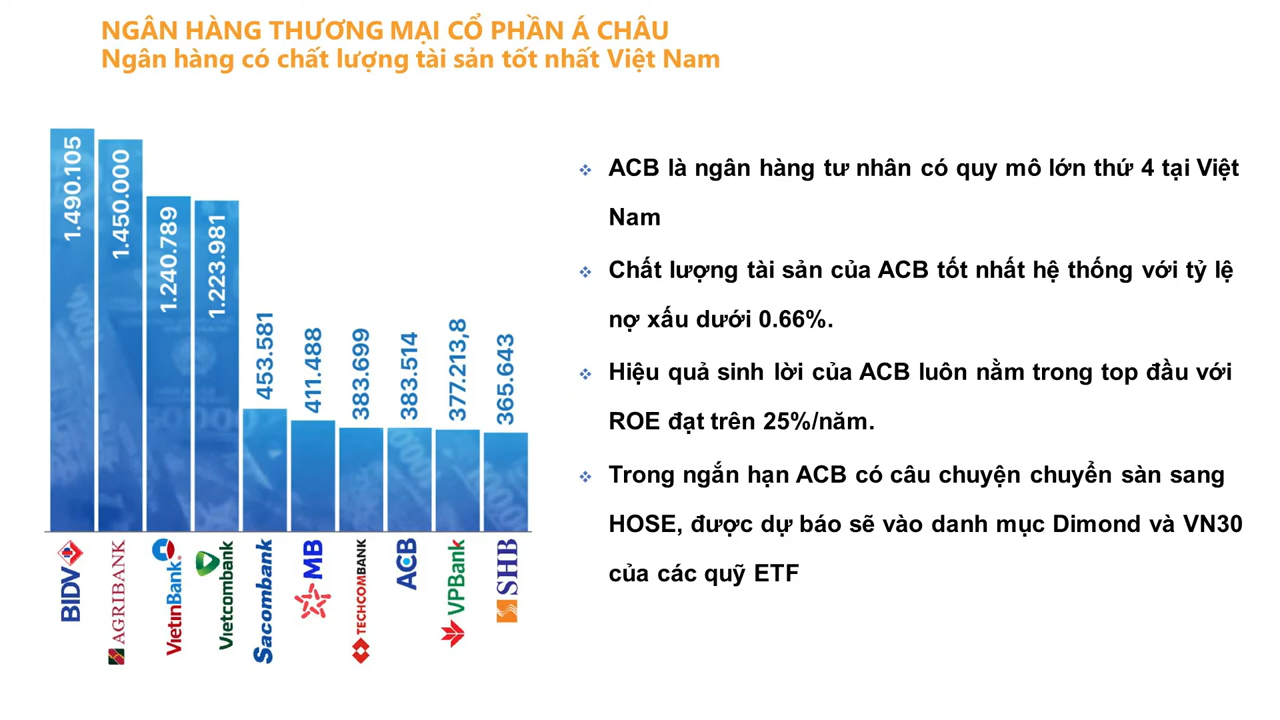 NGÂN HÀNG THƯƠNG MẠI CỔ PHẦN Á CHÂU
Ngân hàng có chất lượng tài sản tốt nhất Việt Nam
1.490.105
1.450.000
1.240.789
1.223.981
453.581
411.488
383.699
383.514
377.213,8
365.643
BIDV
AGRIBANK
VietinBank
Vietcombank
Sacombank
MB
TECHCOMBANK
ACB
VPBank
SHB
ACB là ngân hàng tư nhân có quy mô lớn thứ 4 tại Việt
Nam
Chất lượng tài sản của ACB tốt nhất hệ thống với tỷ lệ
nợ xấu dưới 0.66%.
Hiệu quả sinh lời của ACB luôn nằm trong top đầu với
ROE đạt trên 25%/năm.
Trong ngắn hạn ACB có câu chuyện chuyển sàn sang
HOSE, được dự báo sẽ vào danh mục Dimond và VN30
của các quỹ ETF